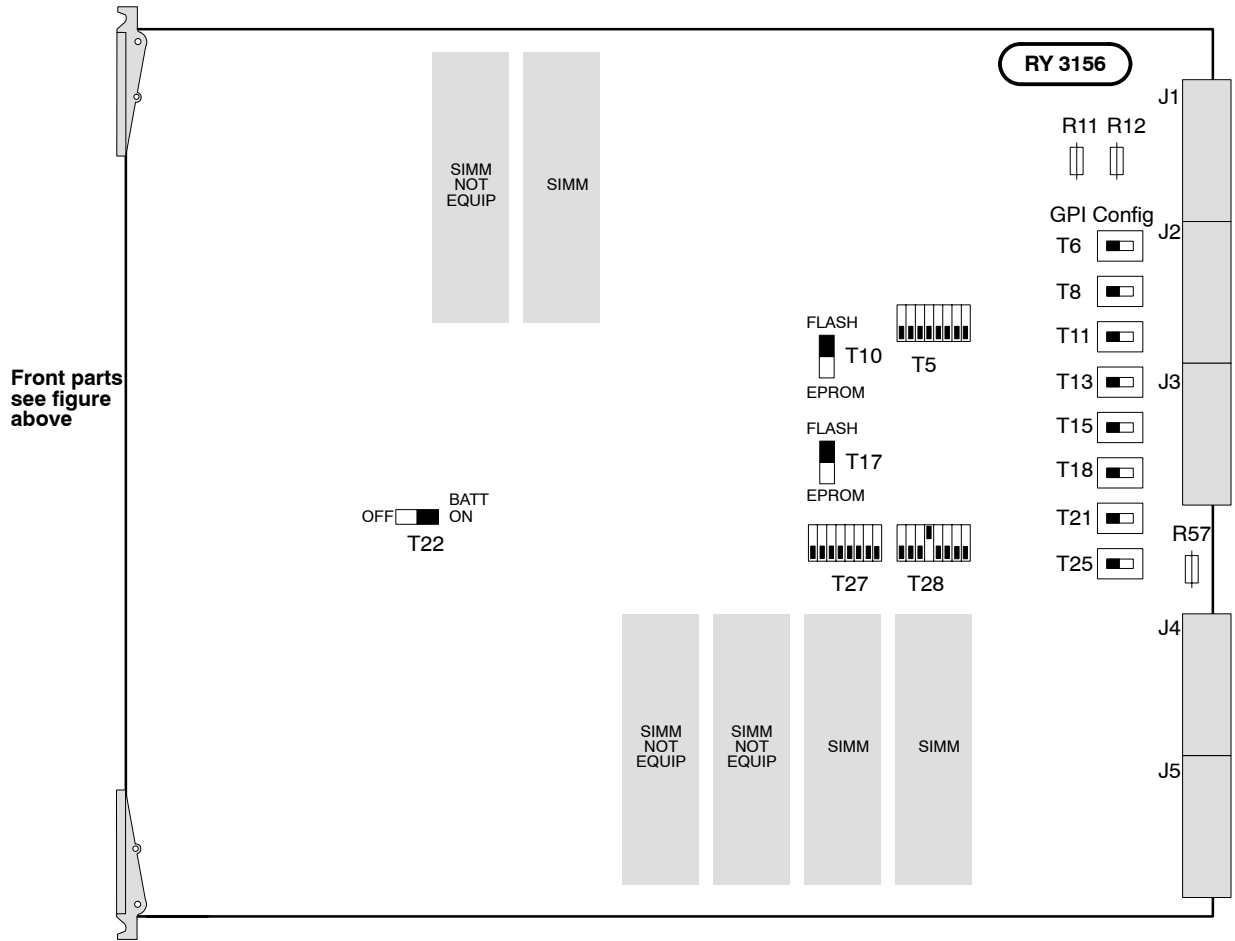 RY 3156
J1
R11 R12
SIMM
NOT
EQUIP
SIMM
GPI Config
J2
T6
T8
FLASH
T10
T5
T11
EPROM
Front parts
see figure
above
T13
J3
FLASH
T15
T17
T18
EPROM
BATT
OFF
ON
T22
T21
R57
T25
T27
T28
J4
SIMM
NOT
EQUIP
SIMM
NOT
EQUIP
SIMM
SIMM
J5